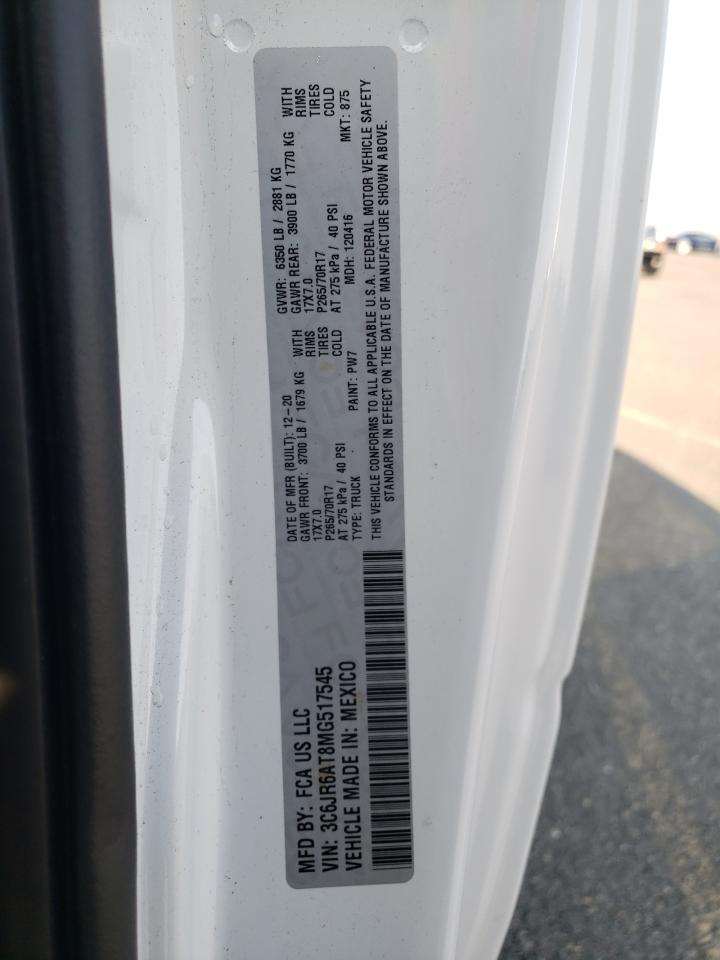 MFD BY: FCA US LLC
VIN: 3C6JR6AT8MG517545
VEHICLE MADE IN: MEXICO
DATE OF MFR (BUILT): 12-20 GVWR: 6350 LB / 2881 KG
GAWR FRONT: 3700 LB / 1679 KG WITH GAWR REAR: 3900 LB / 1770 KG WITH
17X7.0 RIMS 17X7.0 RIMS
P265/70R17 TIRES P265/70R17 TIRES
AT 275 kPa / 40 PSI COLD AT 275 kPa / 40 PSI COLD
TYPE: TRUCK PAINT: PW7 MDH: 120416 MKT: 875
THIS VEHICLE CONFORMS TO ALL APPLICABLE U.S.A. FEDERAL MOTOR VEHICLE SAFETY
STANDARDS IN EFFECT ON THE DATE OF MANUFACTURE SHOWN ABOVE.